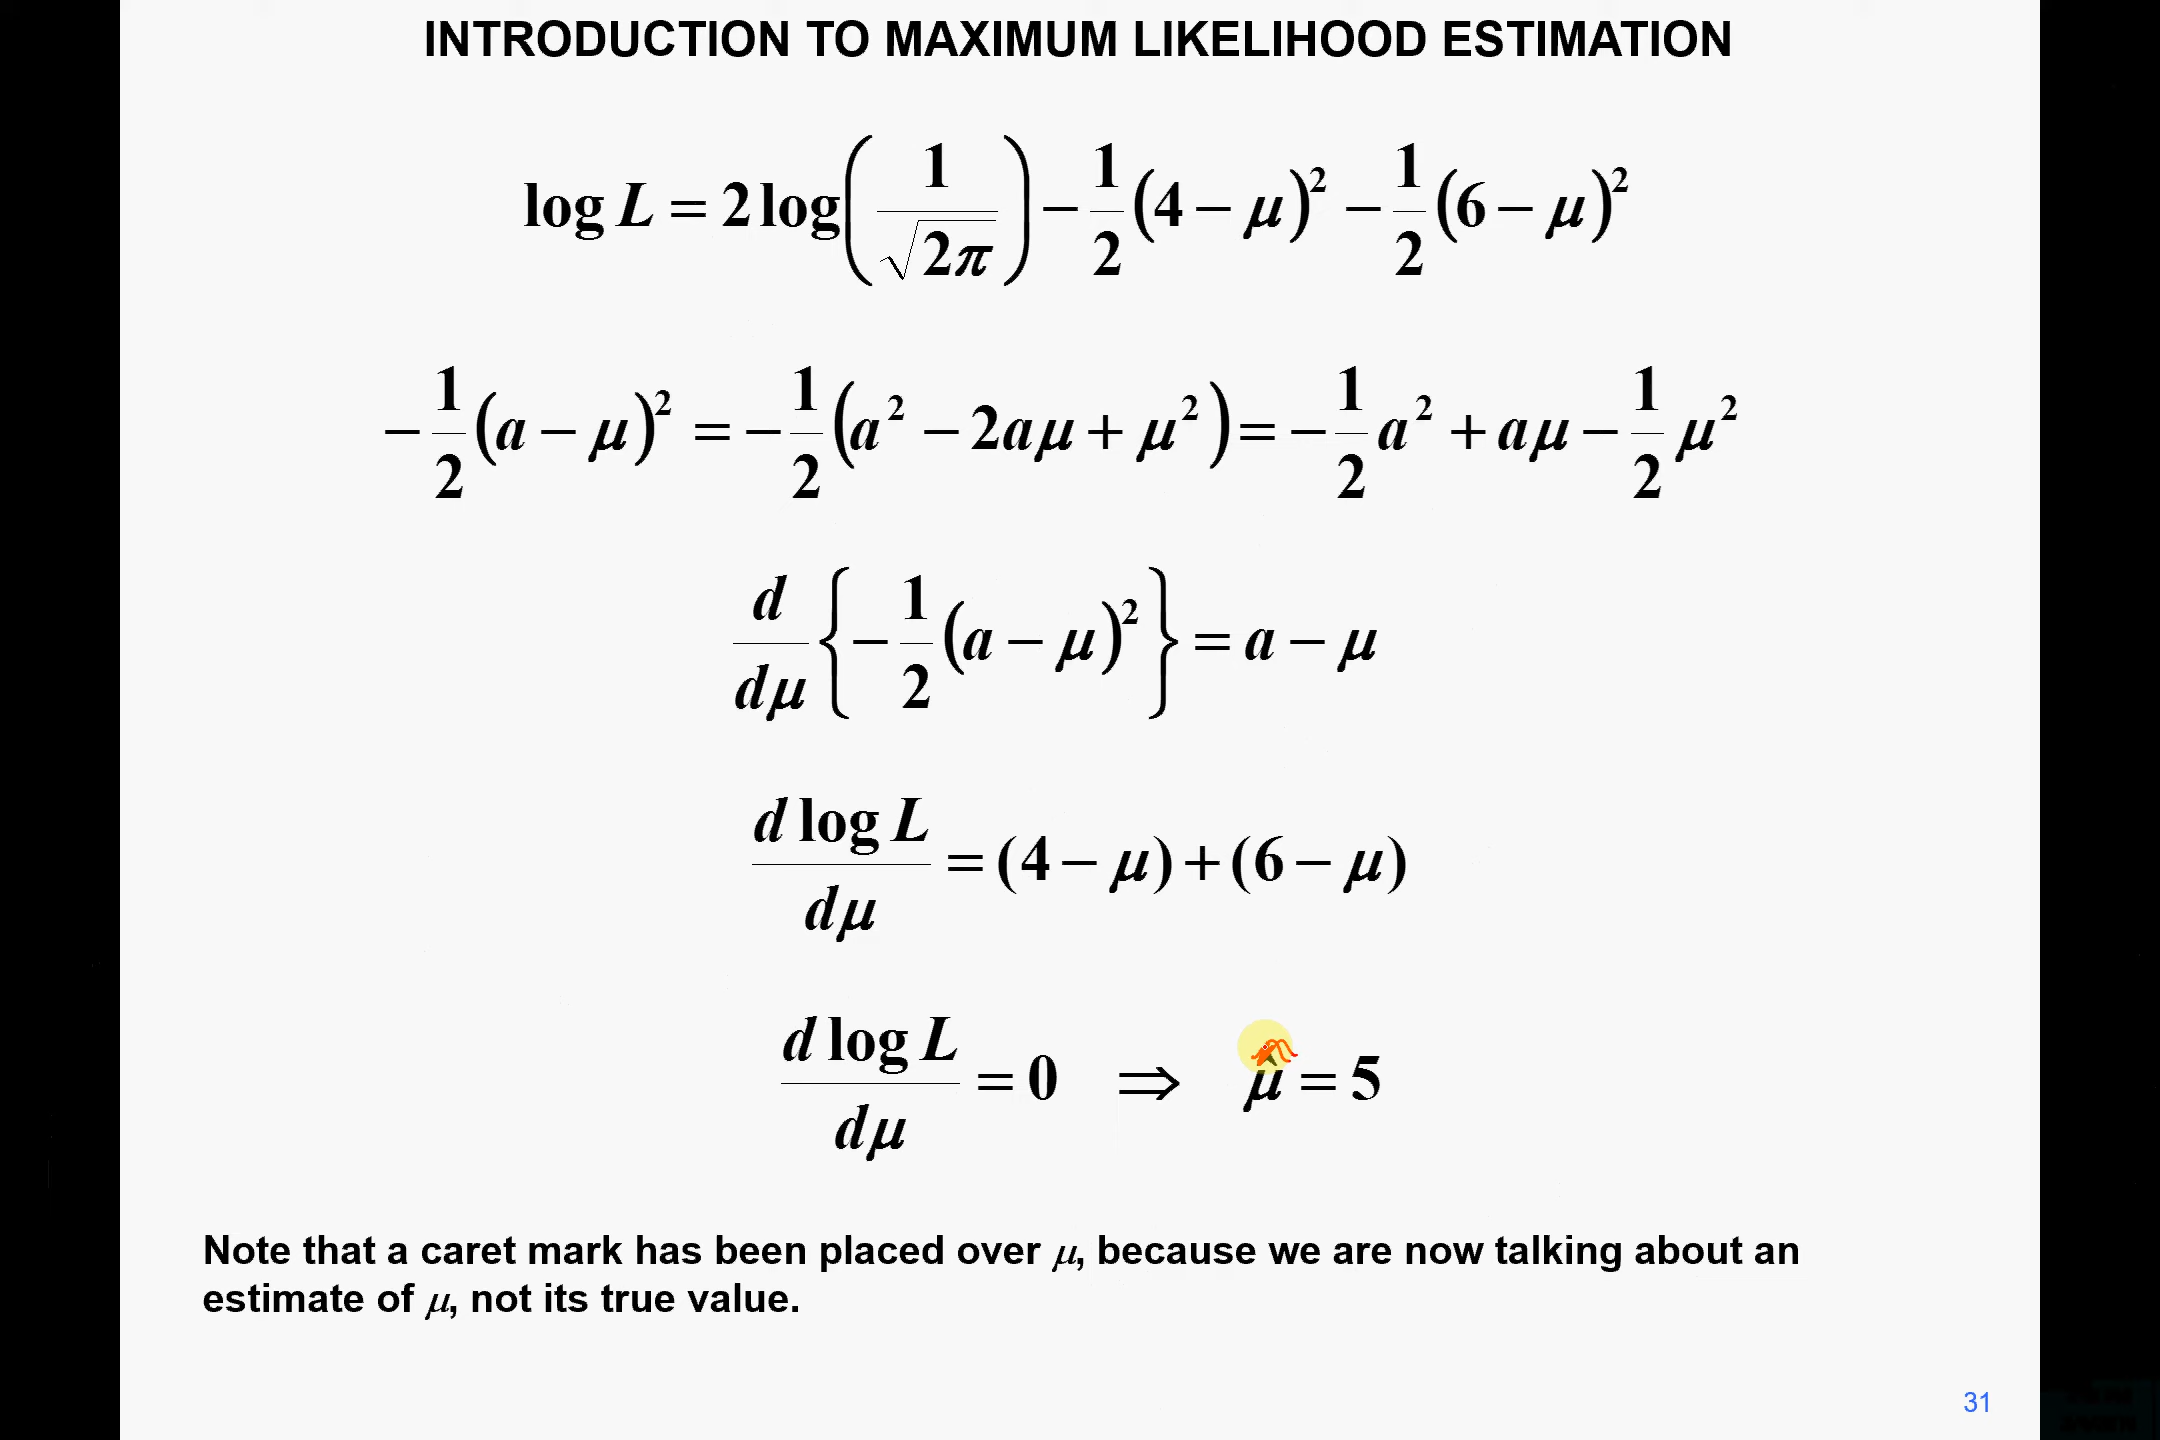 INTRODUCTION TO MAXIMUM LIKELIHOOD ESTIMATION
log L = 2 log(1/√(2π)) − 1/2 (4 − μ)² − 1/2 (6 − μ)²
− 1/2 (a − μ)² = − 1/2 (a² − 2aμ + μ²) = − 1/2 a² + aμ − 1/2 μ²
d/dμ {− 1/2 (a − μ)²} = a − μ
d log L/dμ = (4 − μ) + (6 − μ)
d log L/dμ = 0 ⇒ μ̂ = 5
Note that a caret mark has been placed over μ, because we are now talking about an
estimate of μ, not its true value.
31